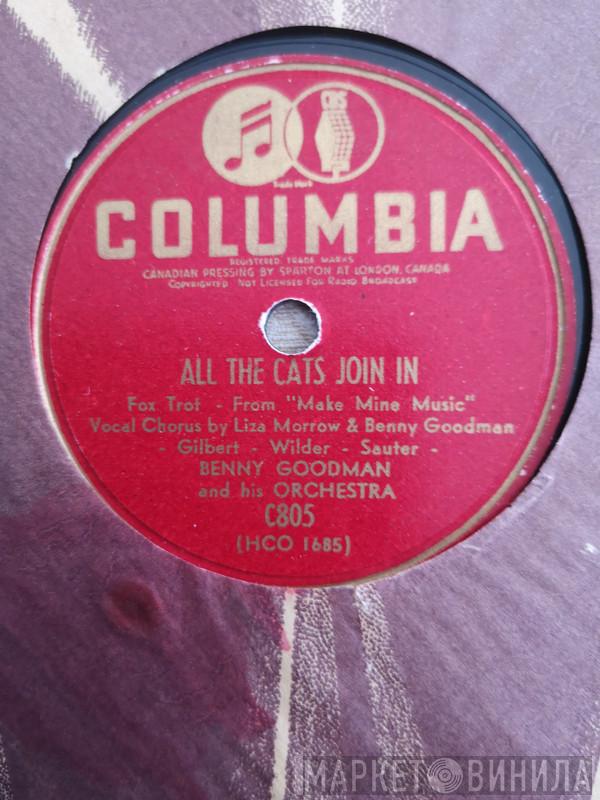 CBS
Trade Mark
COLUMBIA
REGISTERED TRADE MARKS
CANADIAN PRESSING BY SPARTON AT LONDON, CANADA
COPYRIGHTED NOT LICENSED FOR RADIO BROADCAST
ALL THE CATS JOIN IN
Fox Trot - From "Make Mine Music"
Vocal Chorus by Liza Morrow & Benny Goodman
- Gilbert - Wilder - Sauter -
BENNY GOODMAN
and his ORCHESTRA
C805
(HCO 1685)
МАРКЕТ ВИНИЛА